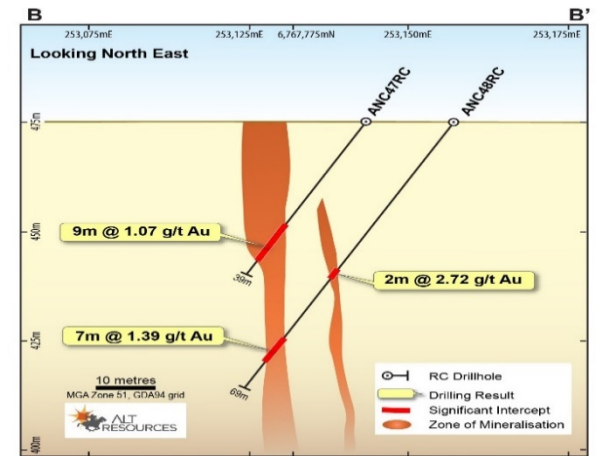 B B'
253,075mE 253,125mE 6,767,775mN 253,150mE 253,175mE
Looking North East
ANC47RC
ANC48RC
475m
450m
425m
400m
9m @ 1.07 g/t Au
39m
2m @ 2.72 g/t Au
7m @ 1.39 g/t Au
69m
10 metres
MGA Zone 51, GDA94 grid
ALT
RESOURCES
RC Drillhole
Drilling Result
Significant Intercept
Zone of Mineralisation